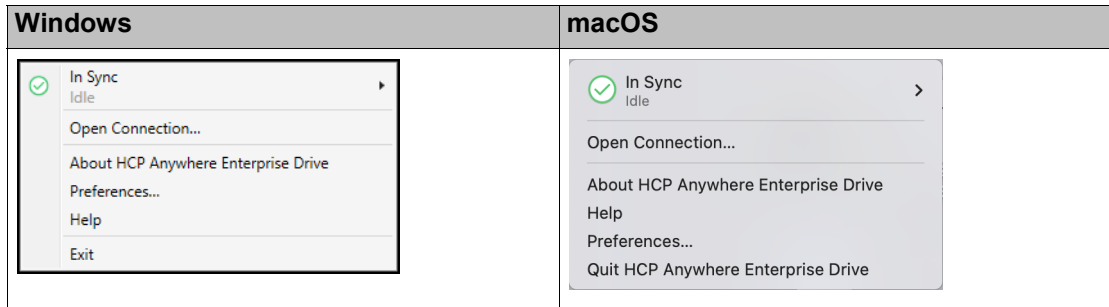 Windows
macOS
In Sync
Idle
Open Connection...
About HCP Anywhere Enterprise Drive
Preferences...
Help
Exit
In Sync
Idle
Open Connection...
About HCP Anywhere Enterprise Drive
Help
Preferences...
Quit HCP Anywhere Enterprise Drive